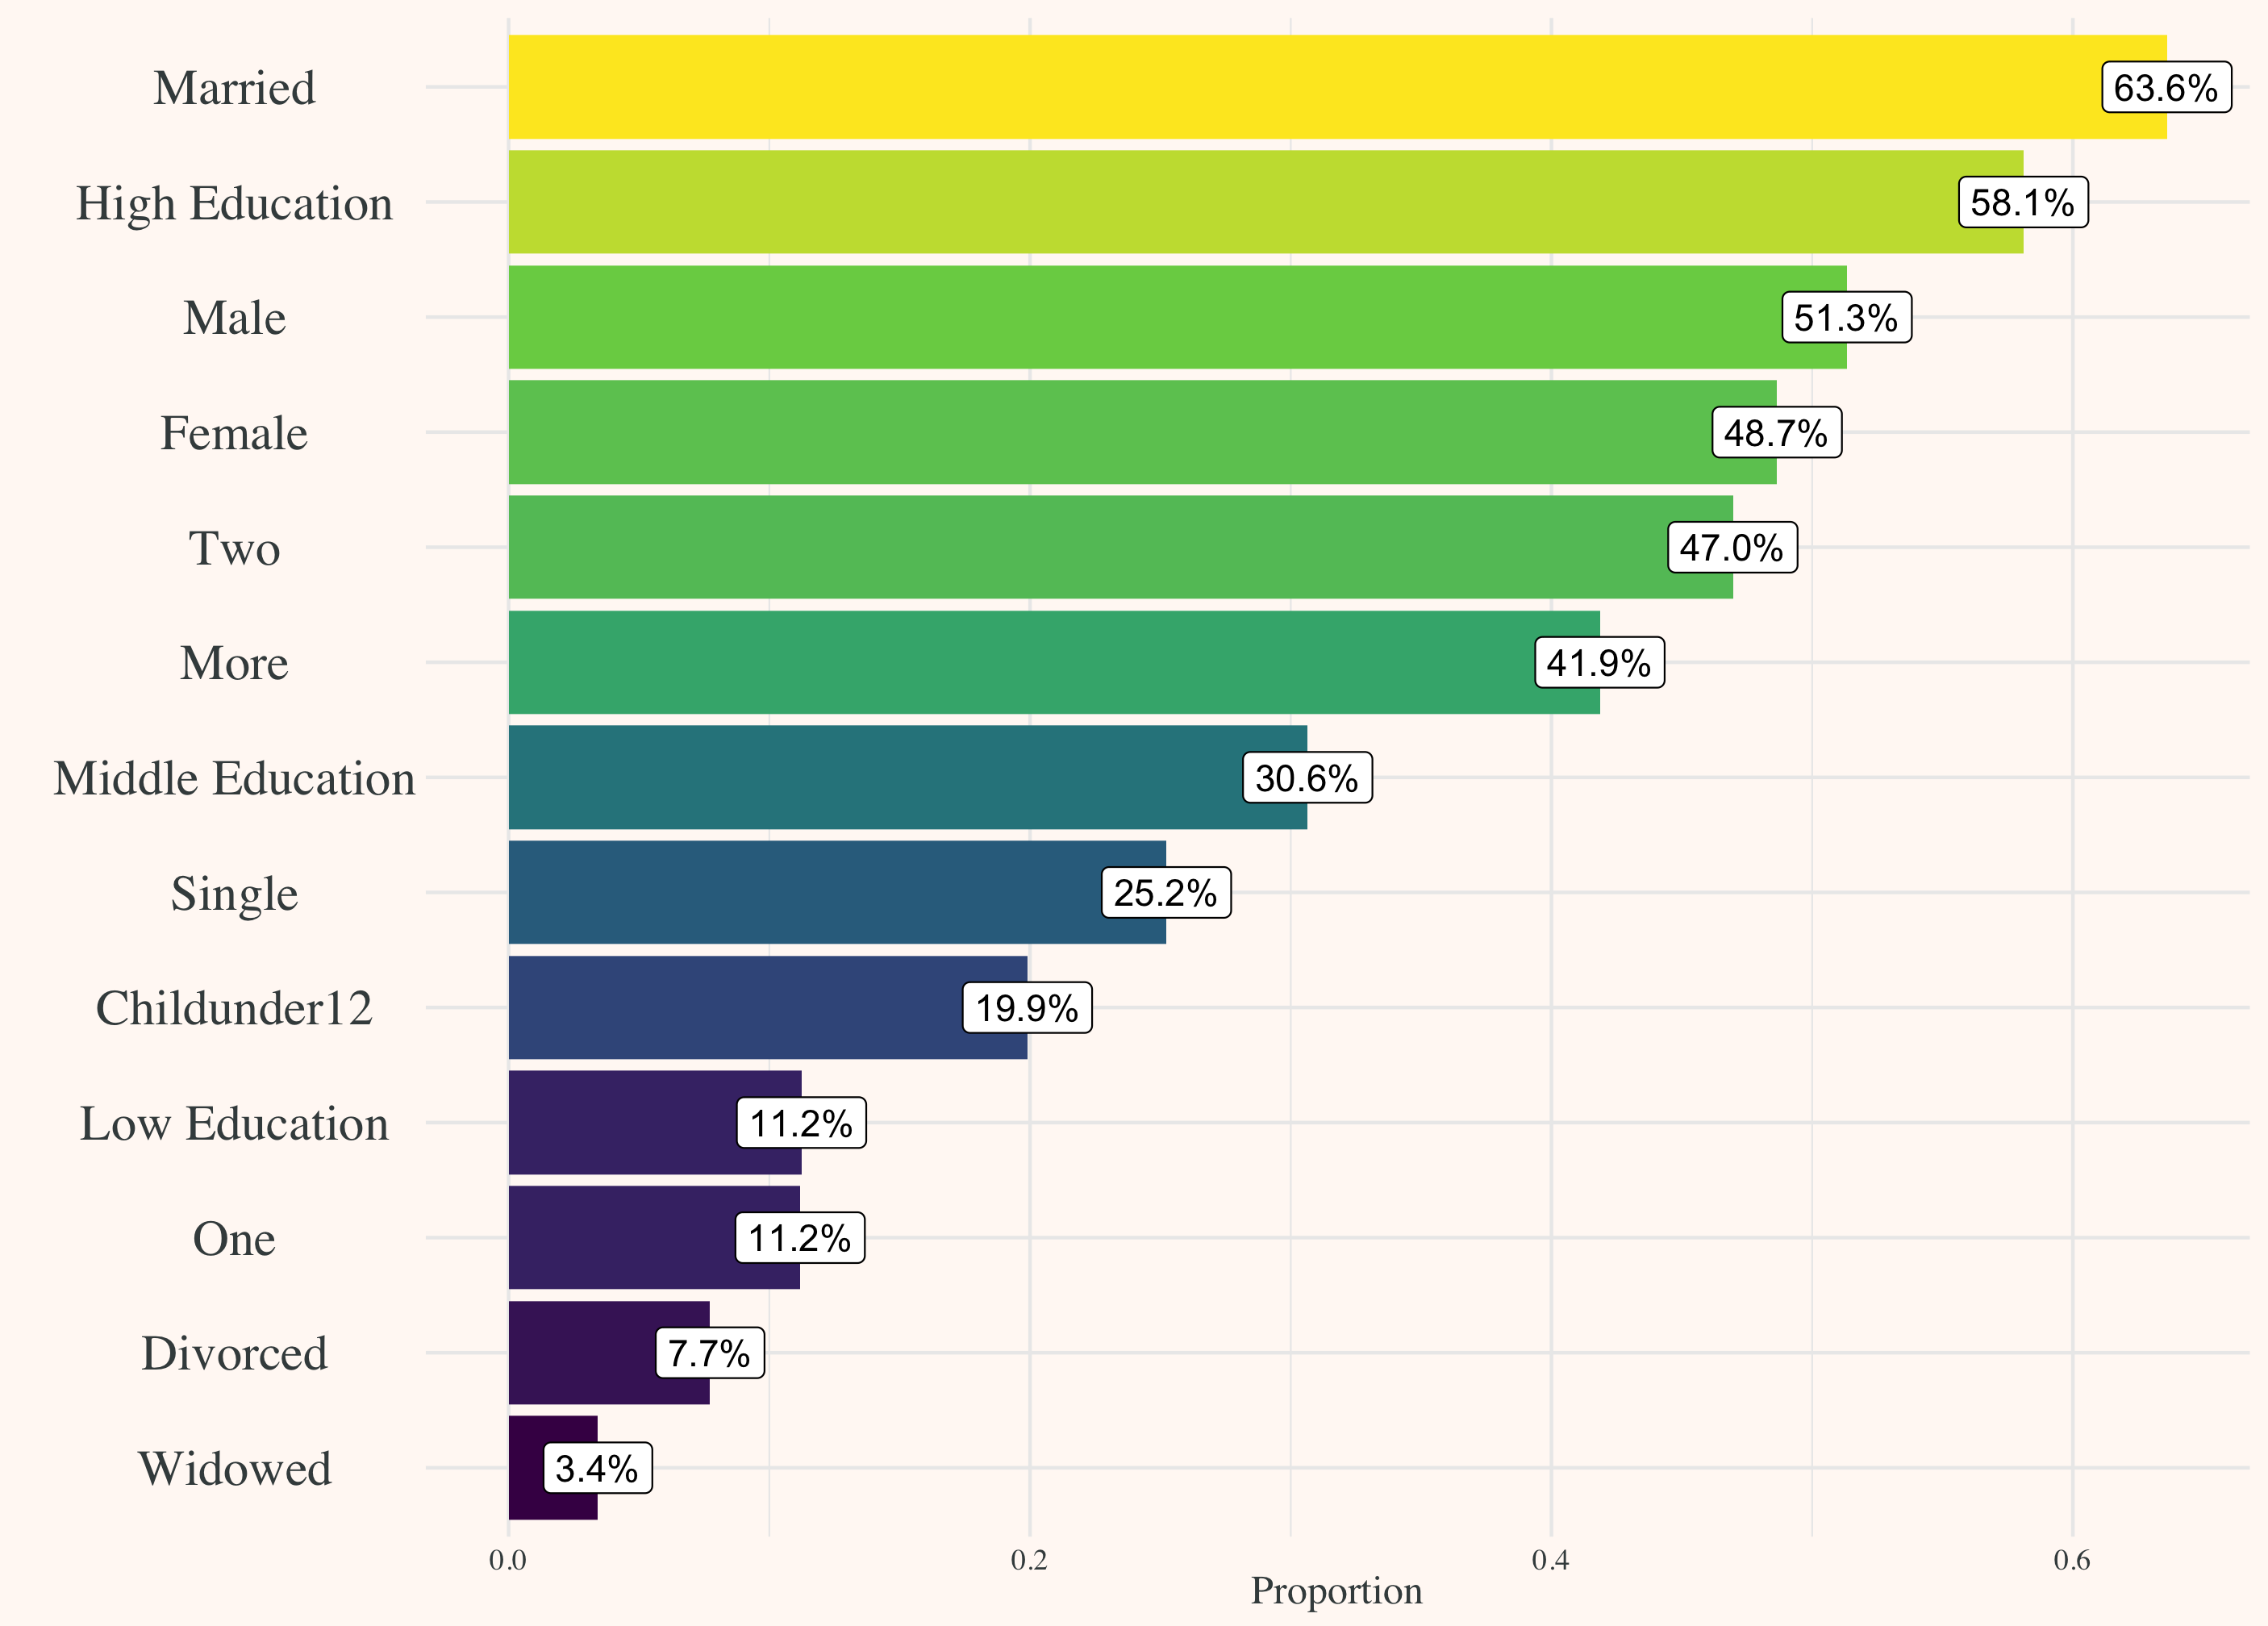 Married 63.6%
High Education 58.1%
Male 51.3%
Female 48.7%
Two 47.0%
More 41.9%
Middle Education 30.6%
Single 25.2%
Childunder12 19.9%
Low Education 11.2%
One 11.2%
Divorced 7.7%
Widowed 3.4%
0.0 0.2 0.4 0.6
Proportion